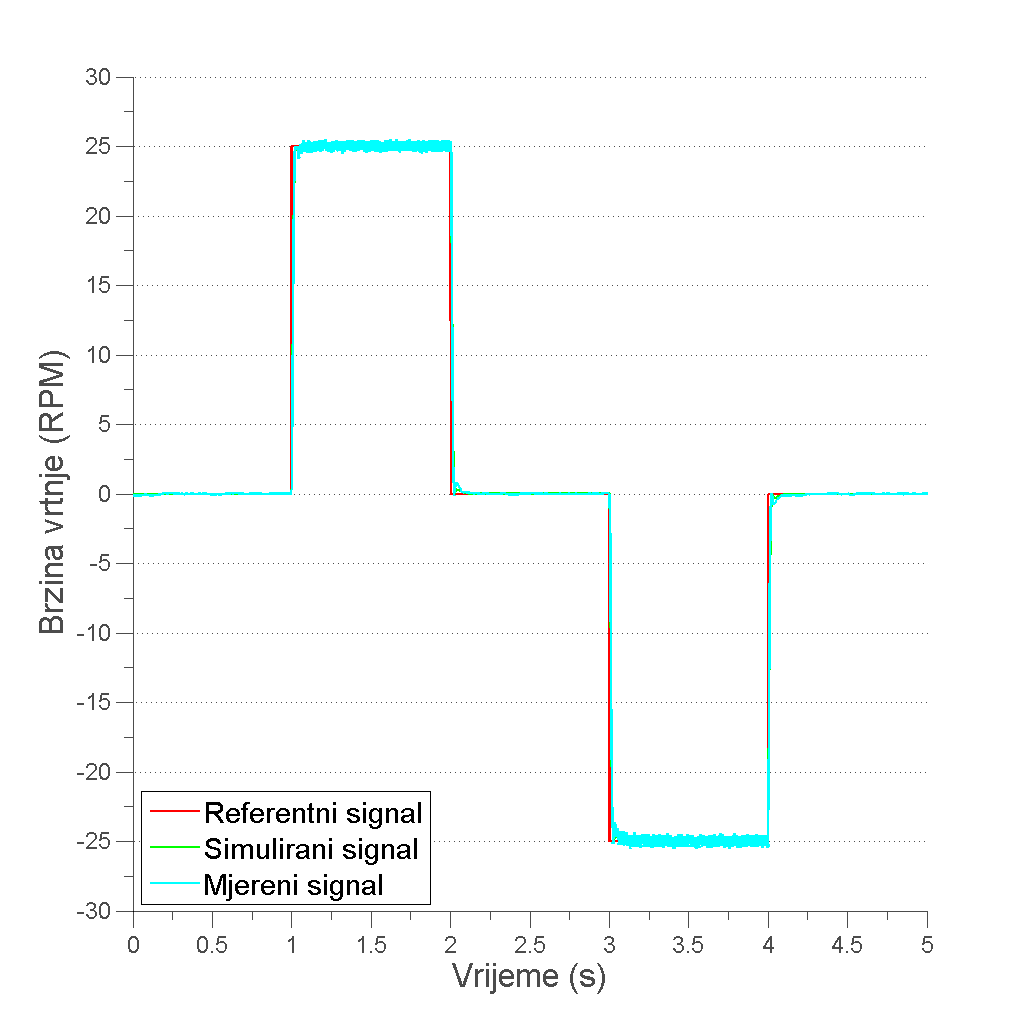 30
25
20
15
10
5
0
-5
-10
-15
-20
-25
-30
Brzina vrtnje (RPM)
Referentni signal
Simulirani signal
Mjereni signal
0 0.5 1 1.5 2 2.5 3 3.5 4 4.5 5
Vrijeme (s)